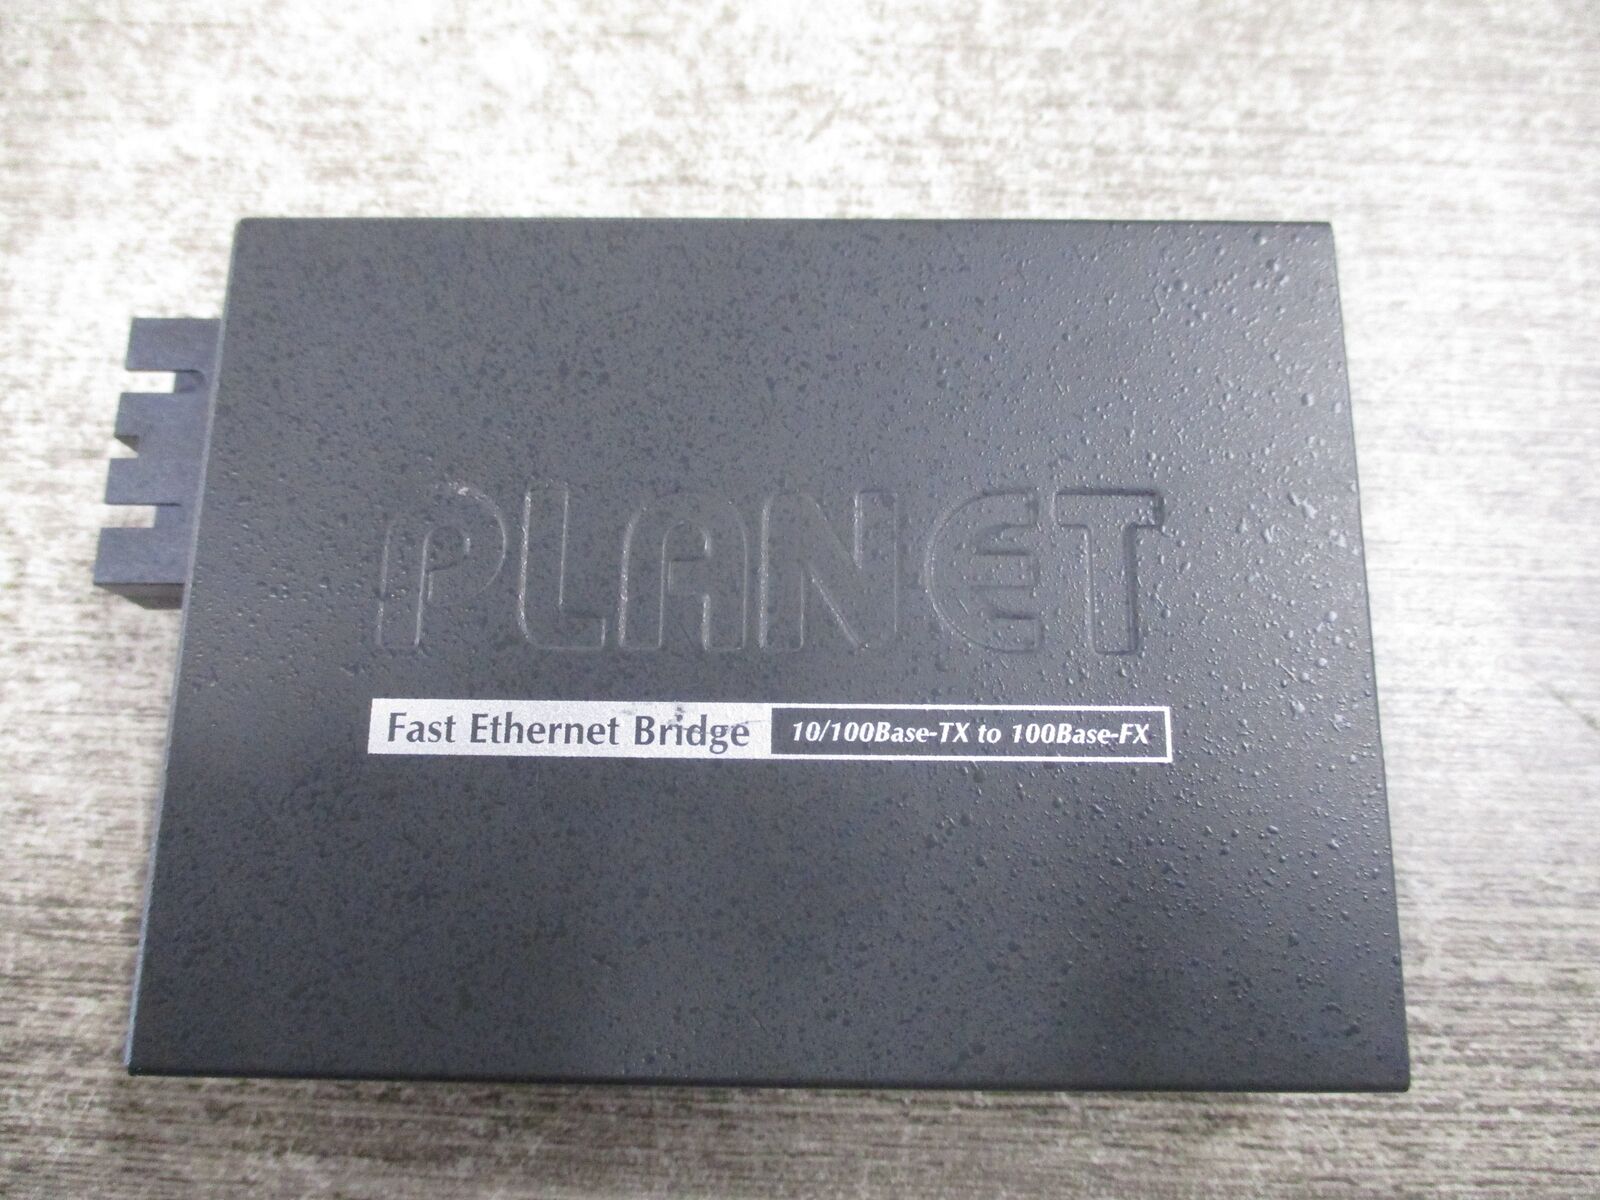 PLANET
Fast Ethernet Bridge 10/100Base-TX to 100Base-FX